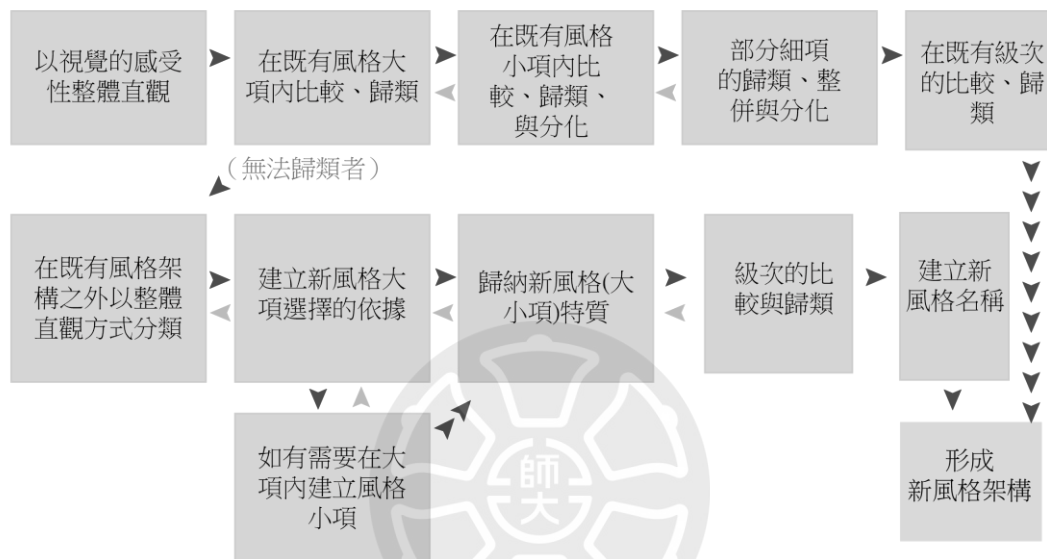 以視覺的感受
性整體直觀
在既有風格大
項內比較、歸類
在既有風格
小項內比
較、歸類、
與分化
部分細項
的歸類、整
併與分化
在既有級次
的比較、歸
類
（無法歸類者）
在既有風格架
構之外以整體
直觀方式分類
建立新風格大
項選擇的依據
歸納新風格(大
小項)特質
級次的比
較與歸類
建立新
風格名稱
如有需要在大
項內建立風格
小項
形成
新風格架構
師
大